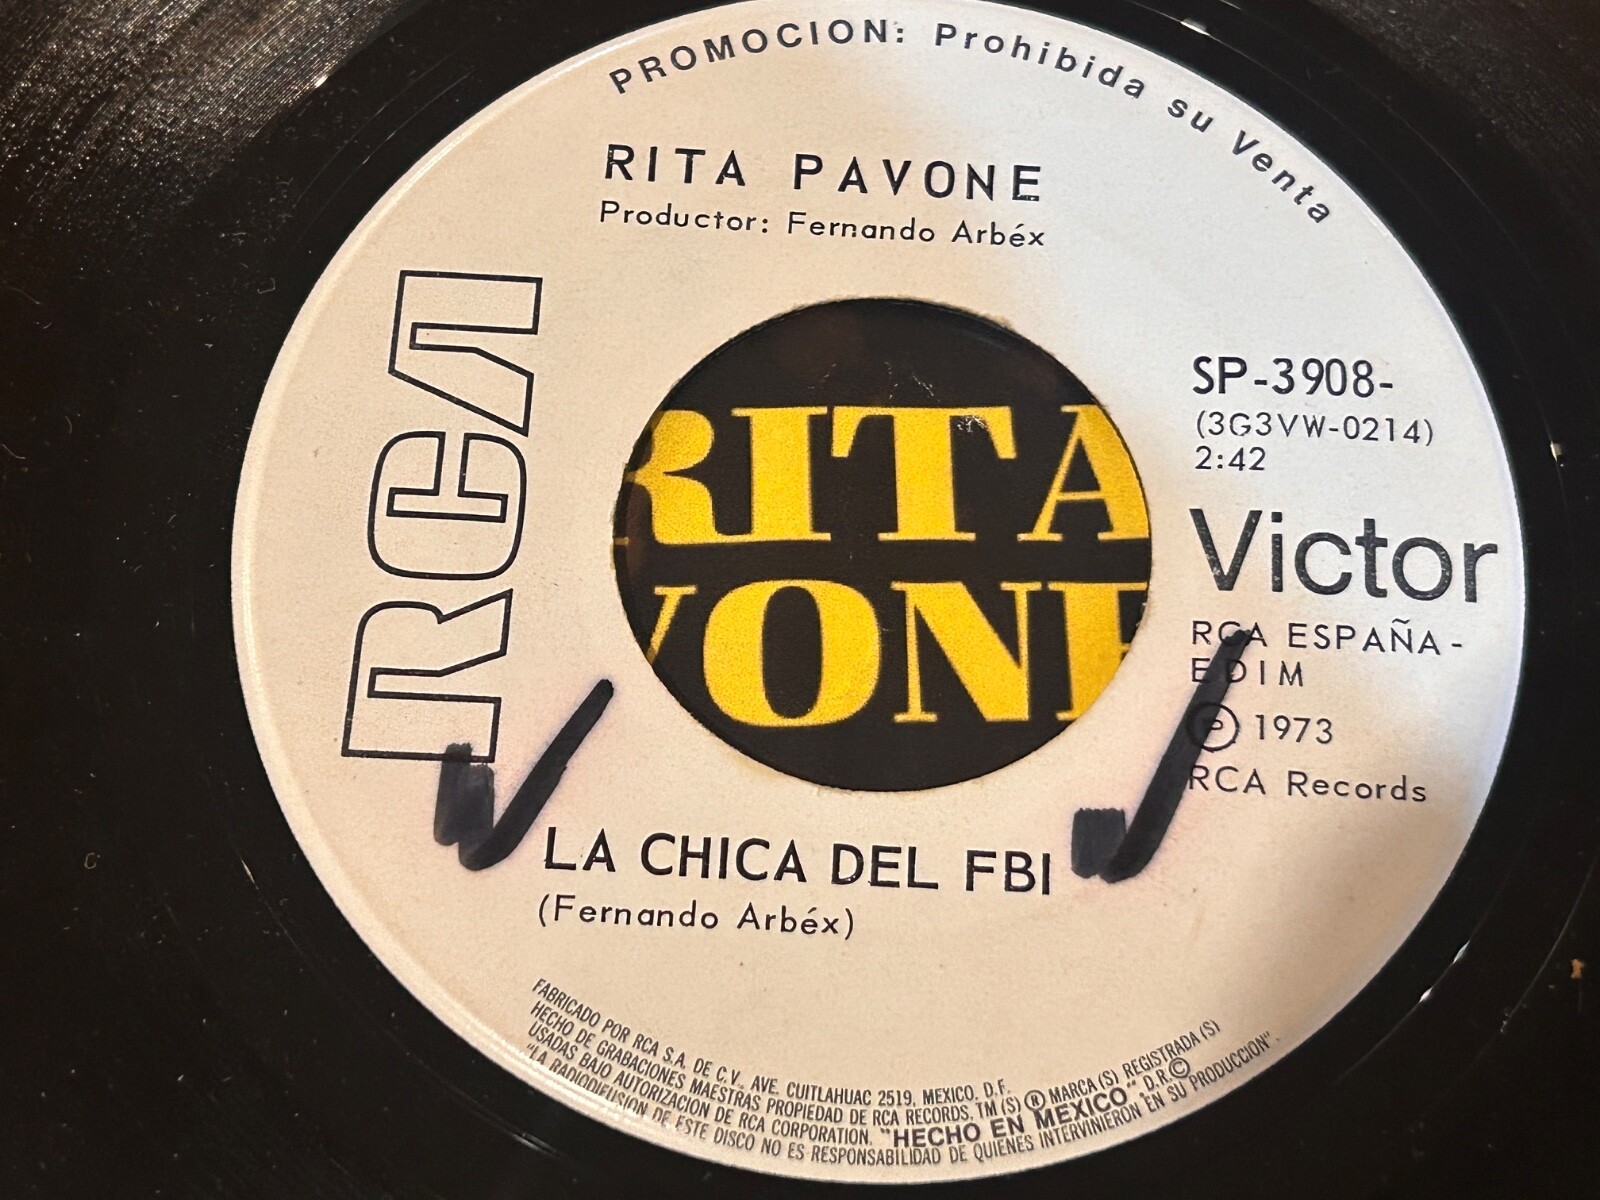 PROMOCION: Prohibida su Venta
RITA PAVONE
Productor: Fernando Arbéx
RCA
RITA
VONE
SP-3908-
(3G3VW-0214)
2:42
Victor
RCA ESPAÑA-
EDIM
Ⓟ 1973
RCA Records
LA CHICA DEL FBI
(Fernando Arbéx)
FABRICADO POR RCA S.A. DE C.V., AVE. CUITLAHUAC 2519, MEXICO, D.F.
HECHO DE GRABACIONES MAESTRAS PROPIEDAD DE RCA RECORDS. TM (S) ® MARCA (S) REGISTRADA (S)
USADAS BAJO AUTORIZACION DE RCA CORPORATION. "HECHO EN MEXICO" D.R.©
"LA RADIODIFUSION DE ESTE DISCO NO ES RESPONSABILIDAD DE QUIENES INTERVINIERON EN SU PRODUCCION".